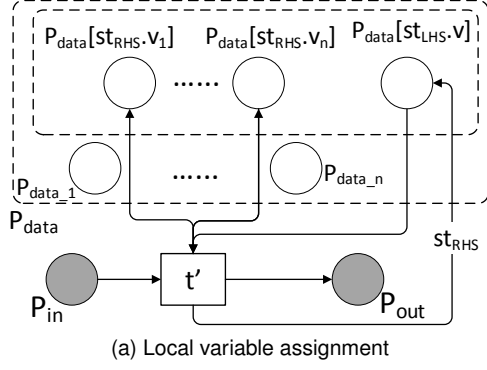 P_data[st_RHS.v_1] P_data[st_RHS.v_n] P_data[st_LHS.v]
......
P_data_1 ...... P_data_n
P_data
st_RHS
P_in t' P_out
(a) Local variable assignment